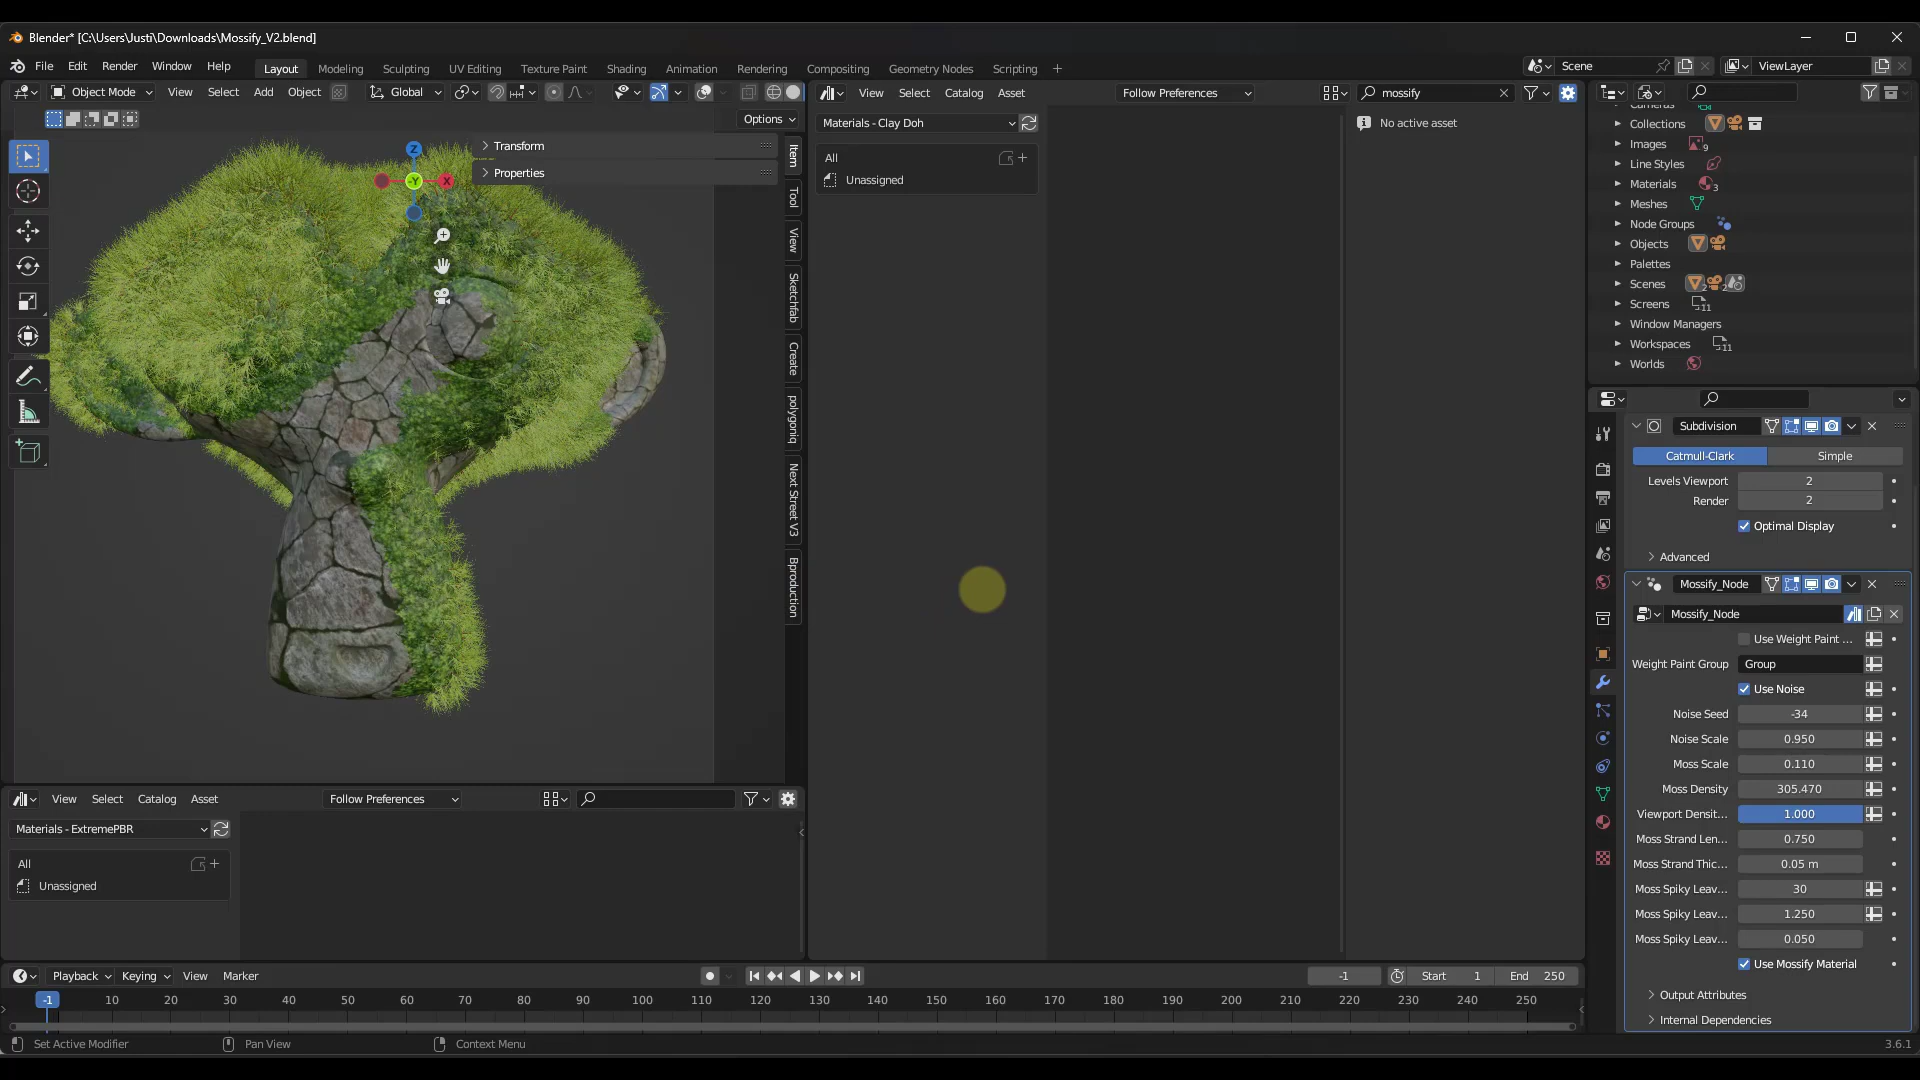 Blender* [C:\Users\Justi\Downloads\Mossify_V2.blend]
File Edit Render Window Help
Layout Modeling Sculpting UV Editing Texture Paint Shading Animation Rendering Compositing Geometry Nodes Scripting +
Scene
ViewLayer
Object Mode View Select Add Object Global
Options
Transform
Properties
Z
-Y
X
Item
Tool
View
Sketchfab
Create
polygoniq
Next Street V3
Bproduction
View Select Catalog Asset Follow Preferences mossify
Materials - Clay Doh
All
Unassigned
No active asset
Cameras
Collections
Images 9
Line Styles
Materials 3
Meshes
Node Groups
Objects
Palettes
Scenes 2 2
Screens 11
Window Managers
Workspaces 11
Worlds
Subdivision
Catmull-Clark Simple
Levels Viewport 2
Render 2
Optimal Display
Advanced
Mossify_Node
Mossify_Node
Use Weight Paint ...
Weight Paint Group Group
Use Noise
Noise Seed -34
Noise Scale 0.950
Moss Scale 0.110
Moss Density 305.470
Viewport Densit... 1.000
Moss Strand Len... 0.750
Moss Strand Thic... 0.05 m
Moss Spiky Leav... 30
Moss Spiky Leav... 1.250
Moss Spiky Leav... 0.050
Use Mossify Material
Output Attributes
Internal Dependencies
View Select Catalog Asset Follow Preferences
Materials - ExtremePBR
All
Unassigned
Playback Keying View Marker
-1 Start 1 End 250
-1 10 20 30 40 50 60 70 80 90 100 110 120 130 140 150 160 170 180 190 200 210 220 230 240 250
Set Active Modifier Pan View Context Menu
3.6.1